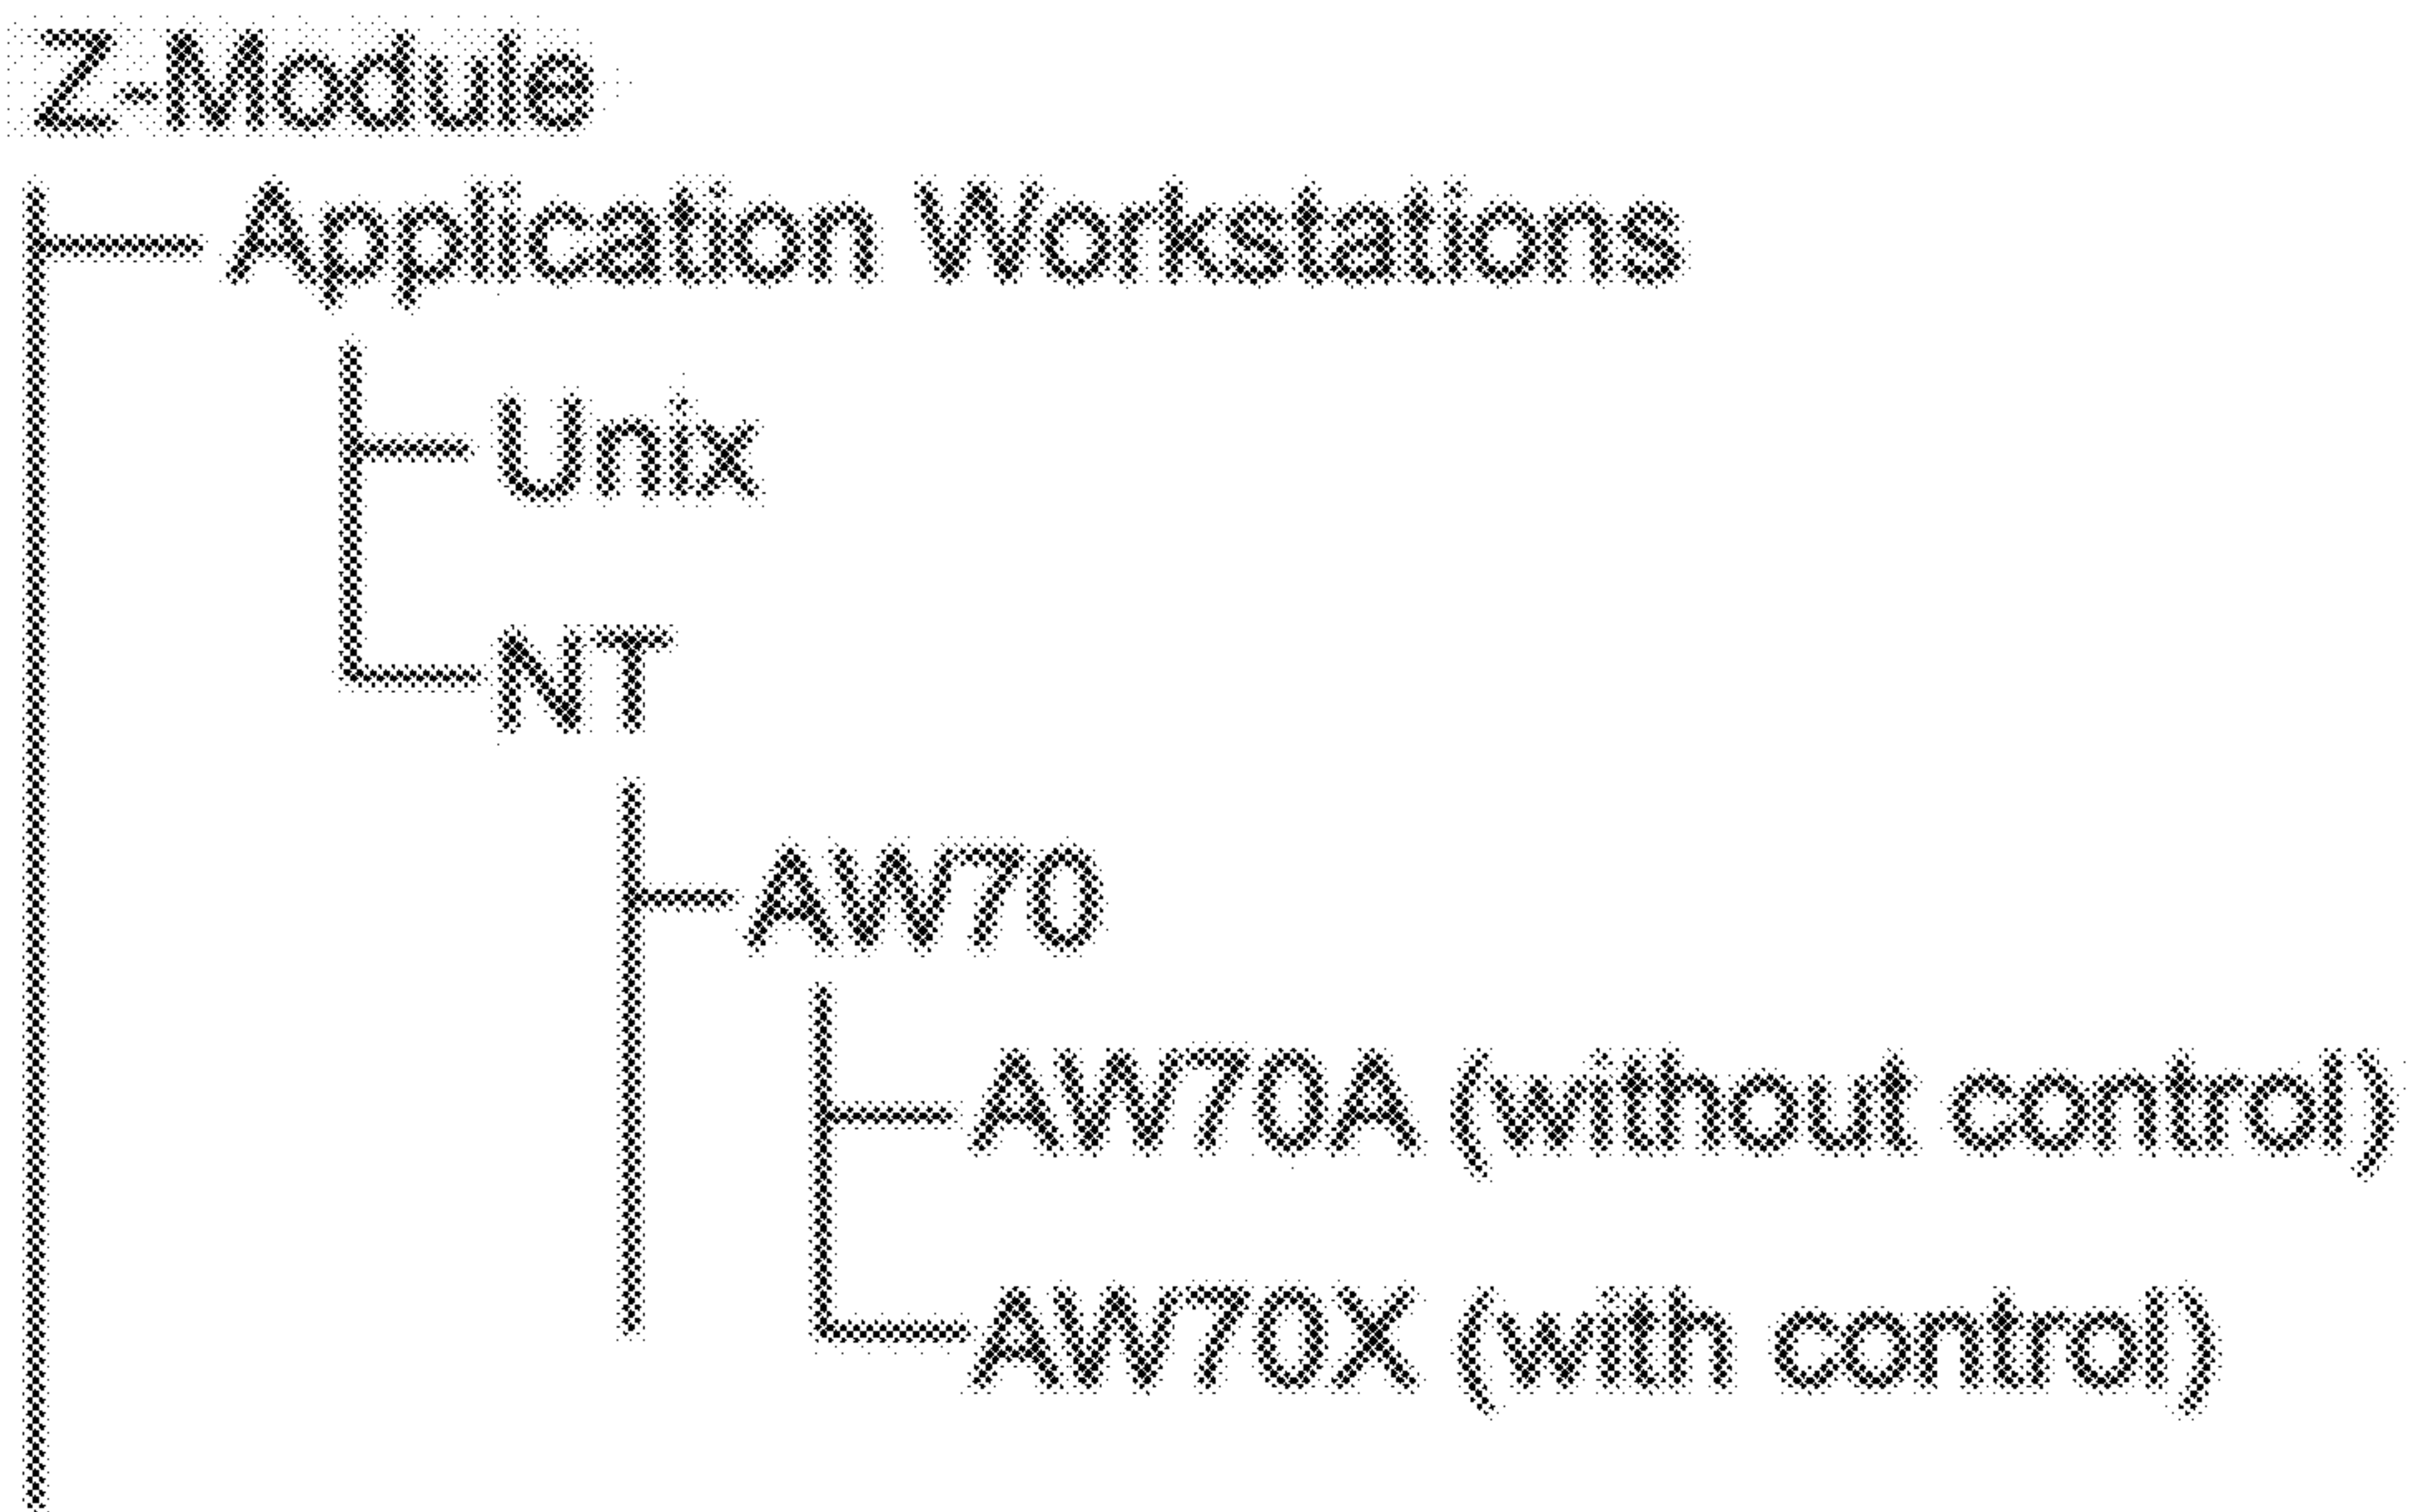 Z-Module
Application Workstations
Unix
NT
AW70
AW70A (without control)
AW70X (with control)